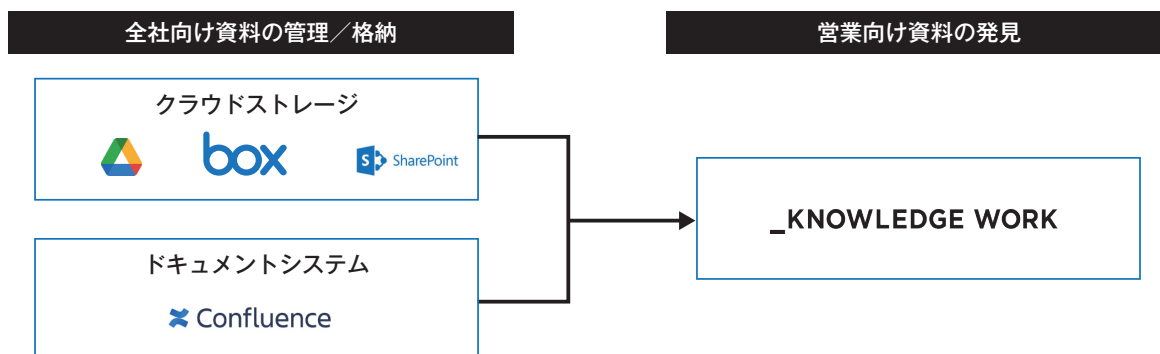 全社向け資料の管理／格納
営業向け資料の発見
クラウドストレージ
box
S SharePoint
_KNOWLEDGE WORK
ドキュメントシステム
Confluence